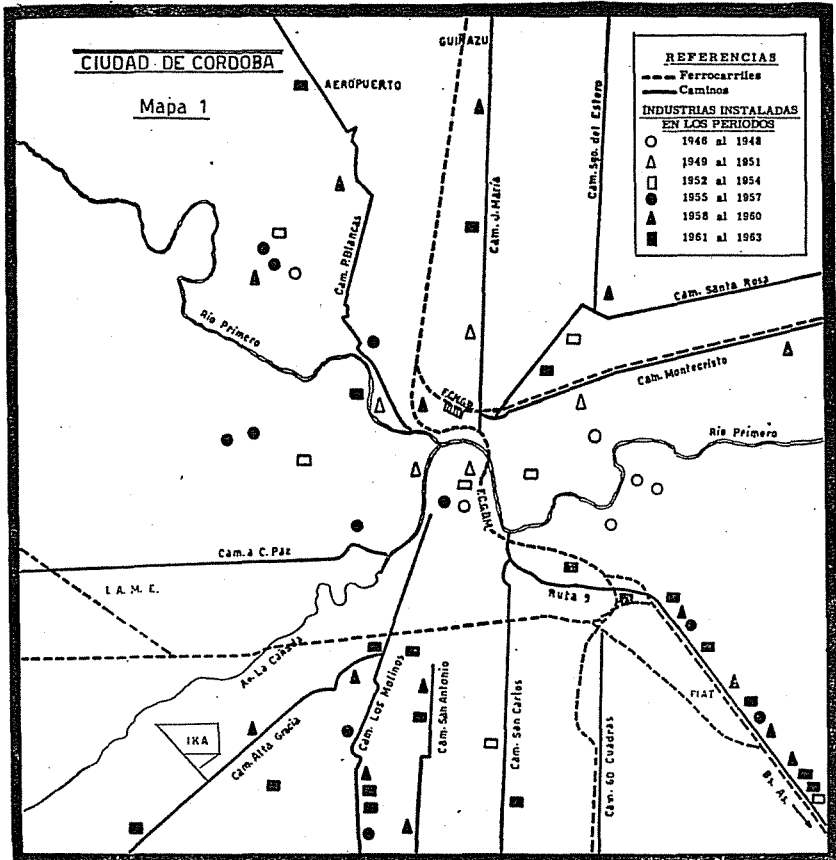 CIUDAD DE CORDOBA
Mapa 1
AEROPUERTO
GUIÑAZU
REFERENCIAS
Ferrocarriles
Caminos
INDUSTRIAS INSTALADAS
EN LOS PERIODOS
1946 al 1948
1949 al 1951
1952 al 1954
1955 al 1957
1958 al 1960
1961 al 1963
Cam. P. Blancas
Cam. J. María
Cam. Sgo. del Estero
Cam. Santa Rosa
Río Primero
Cam. Montecristo
F.C.N.G.B.
Río Primero
F.C.G.B.M.
Cam. a C. Paz
I. A. M. E.
Ruta 9
Av. La Cañada
FIAT
IKA
Cam. Alta Gracia
Cam. Los Molinos
Cam. San Antonio
Cam. San Carlos
Cam. 60 Cuadras
Bs. As.